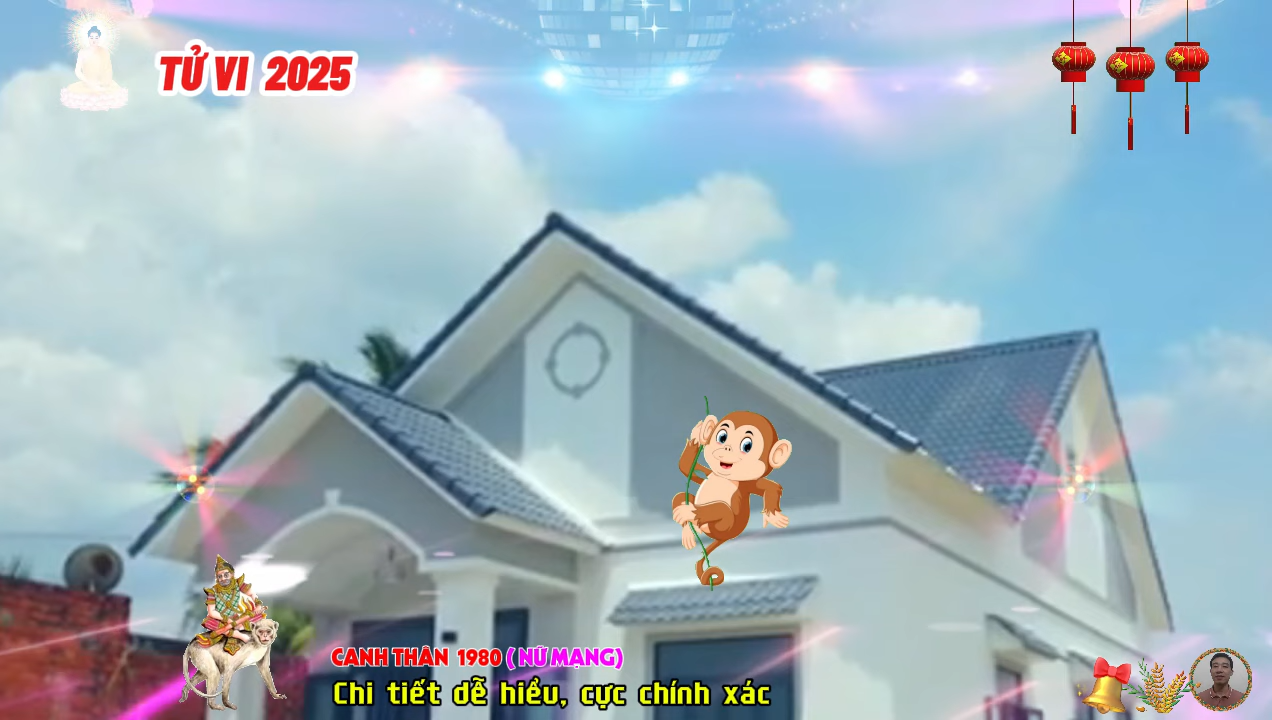 TỬ VI 2025
CANH THÂN 1980 (NỮ MẠNG)
Chi tiết dễ hiểu, cực chính xác